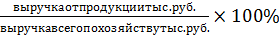 выручкаотпродукциитыс.руб.
выручкавсегопохозяйствутыс.руб. × 100%